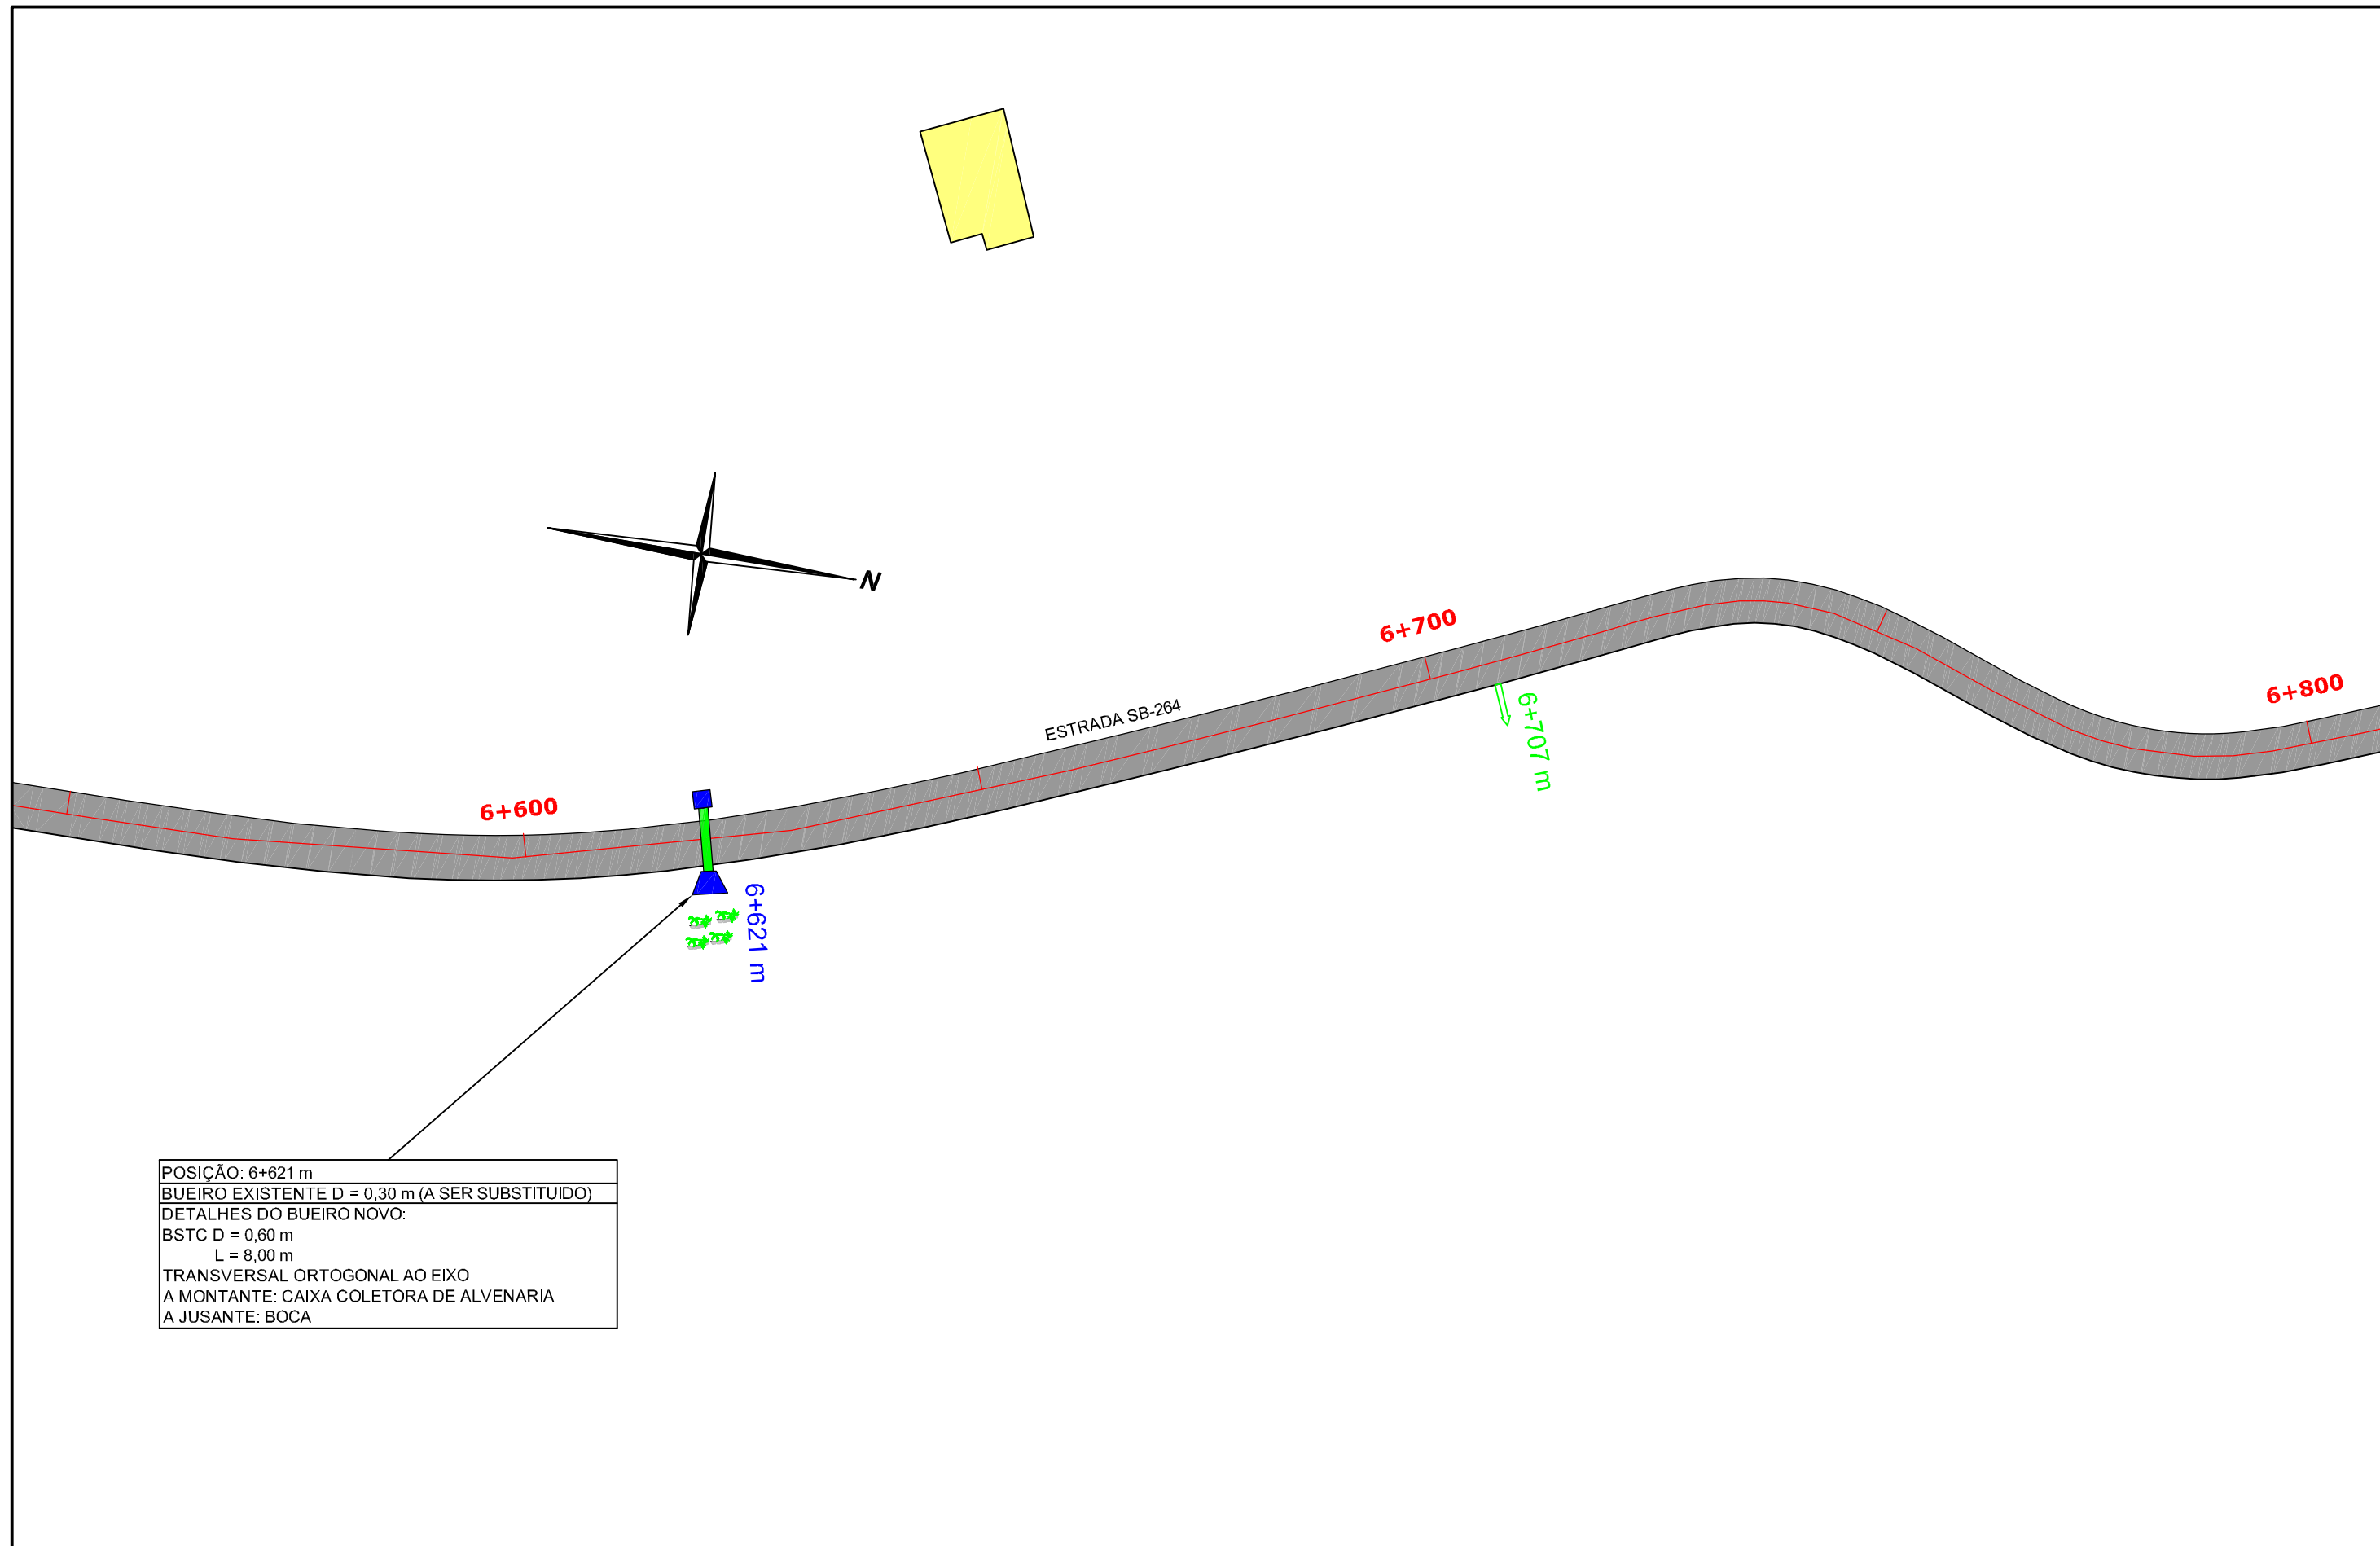 N
6+700
6+800
ESTRADA SB-264
6+707 m
6+600
6+621 m
POSIÇÃO: 6+621 m
BUEIRO EXISTENTE D = 0,30 m (A SER SUBSTITUIDO)
DETALHES DO BUEIRO NOVO:
BSTC D = 0,60 m
L = 8,00 m
TRANSVERSAL ORTOGONAL AO EIXO
A MONTANTE: CAIXA COLETORA DE ALVENARIA
A JUSANTE: BOCA